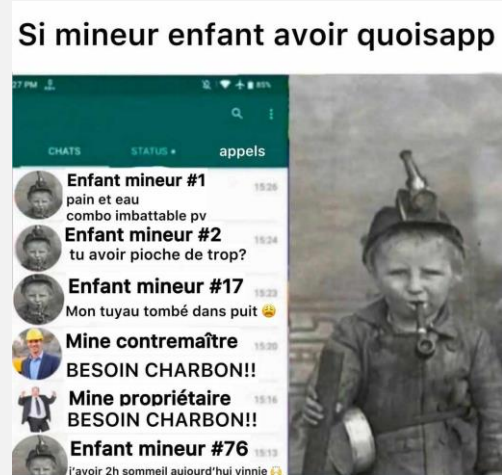 Si mineur enfant avoir quoisapp
27 PM
85%
CHATS
STATUS
appels
Enfant mineur #1
15:26
pain et eau
combo imbattable pv
Enfant mineur #2
15:24
tu avoir pioche de trop?
Enfant mineur #17
15:23
Mon tuyau tombé dans puit 😩
Mine contremaître
15:20
BESOIN CHARBON!!
Mine propriétaire
15:16
BESOIN CHARBON!!
Enfant mineur #76
15:13
j'avoir 2h sommeil aujourd'hui vinnie